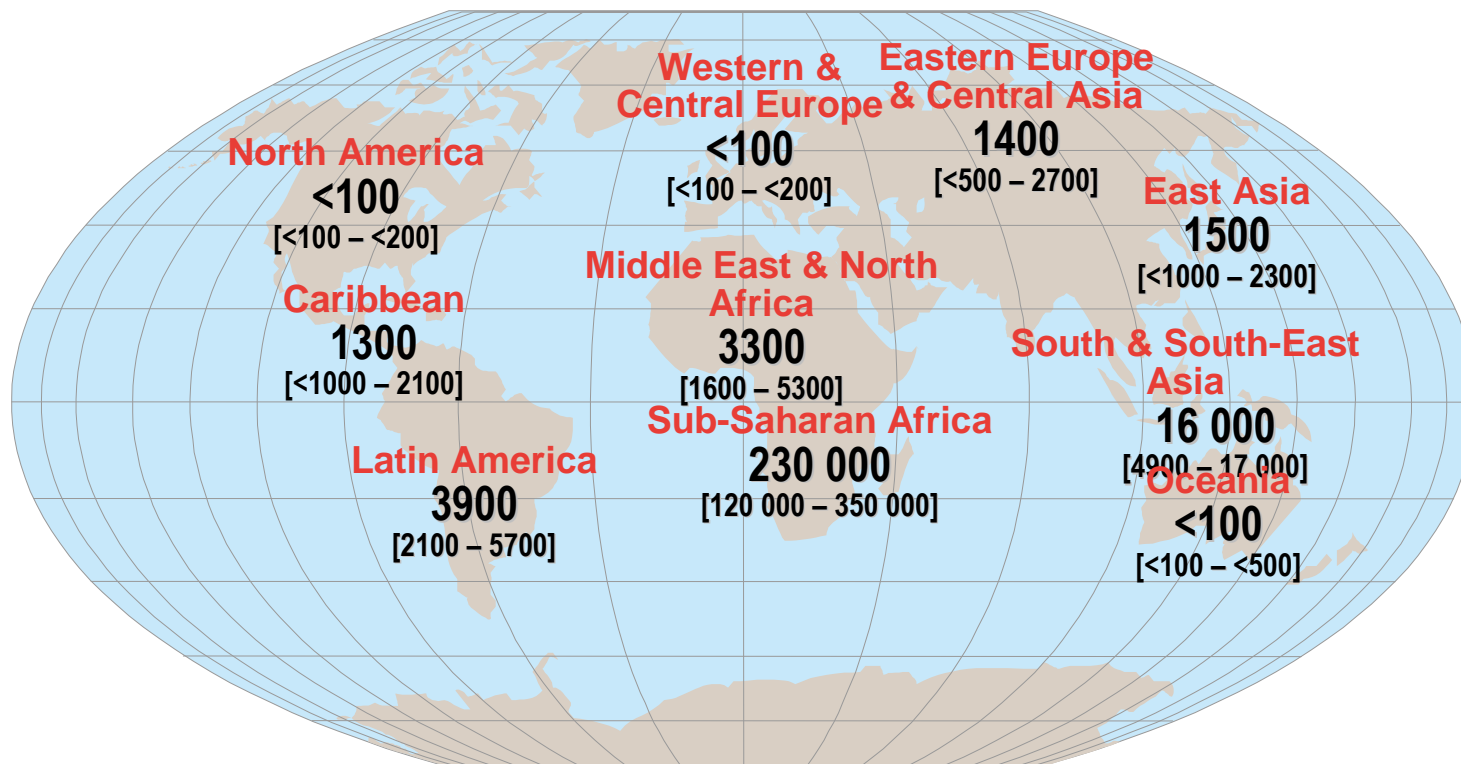 Western &
Central Europe
<100
[<100 – <200]
Eastern Europe
& Central Asia
1400
[<500 – 2700]
North America
<100
[<100 – <200]
East Asia
1500
[<1000 – 2300]
Middle East & North
Africa
3300
[1600 – 5300]
Caribbean
1300
[<1000 – 2100]
South & South-East
Asia
16 000
[4900 – 17 000]
Sub-Saharan Africa
230 000
[120 000 – 350 000]
Latin America
3900
[2100 – 5700]
Oceania
<100
[<100 – <500]